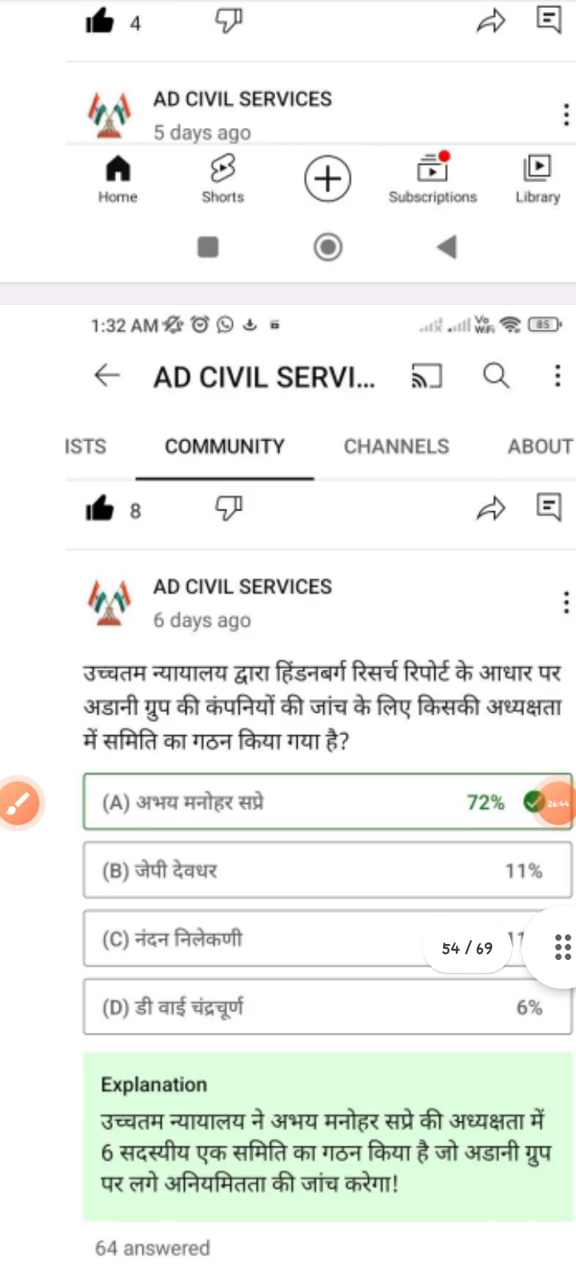 4
AD CIVIL SERVICES
5 days ago
Home Shorts Subscriptions Library
1:32 AM Vo WiFi 85
AD CIVIL SERVI...
ISTS COMMUNITY CHANNELS ABOUT
8
AD CIVIL SERVICES
6 days ago
उच्चतम न्यायालय द्वारा हिंडनबर्ग रिसर्च रिपोर्ट के आधार पर
अडानी ग्रुप की कंपनियों की जांच के लिए किसकी अध्यक्षता
में समिति का गठन किया गया है?
(A) अभय मनोहर सप्रे 72% 26:44
(B) जेपी देवधर 11%
(C) नंदन निलेकणी
54 / 69
(D) डी वाई चंद्रचूर्ण 6%
Explanation
उच्चतम न्यायालय ने अभय मनोहर सप्रे की अध्यक्षता में
6 सदस्यीय एक समिति का गठन किया है जो अडानी ग्रुप
पर लगे अनियमितता की जांच करेगा!
64 answered